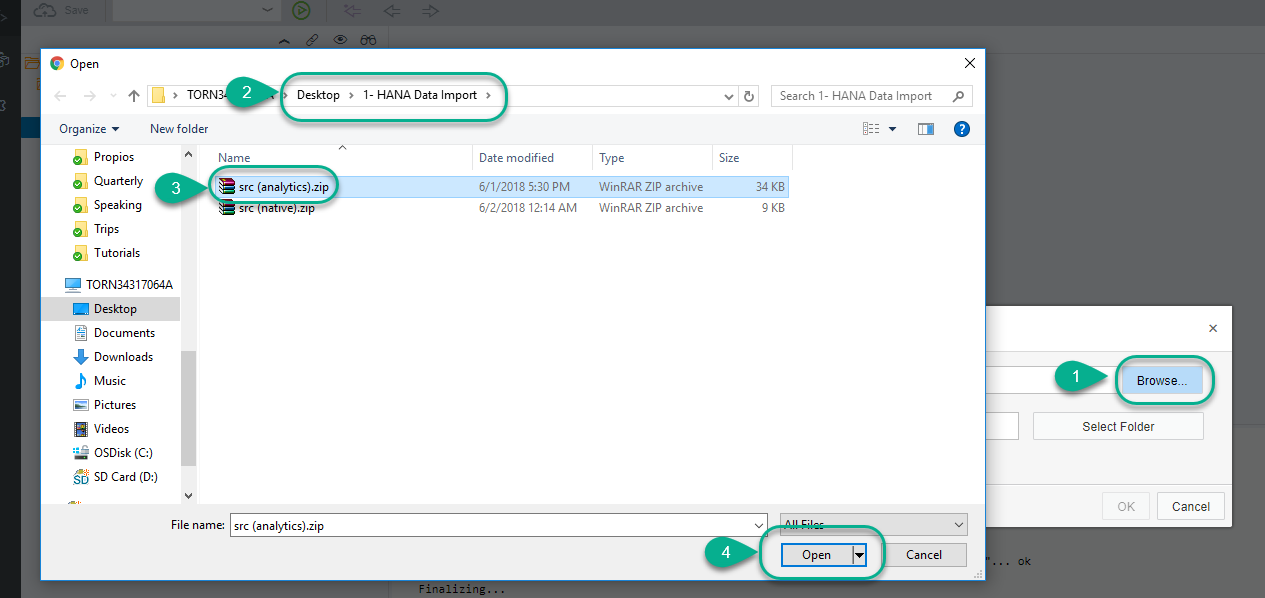 Save
Open
TORN34
2
Desktop
1- HANA Data Import
Search 1- HANA Data Import
Organize
New folder
?
Name
Date modified
Type
Size
Propios
Quarterly
Speaking
Trips
Tutorials
TORN34317064A
Desktop
Documents
Downloads
Music
Pictures
Videos
OSDisk (C:)
SD Card (D:)
3
src (analytics).zip 6/1/2018 5:30 PM WinRAR ZIP archive 34 KB
src (native).zip 6/2/2018 12:14 AM WinRAR ZIP archive 9 KB
1
Browse...
Select Folder
OK
Cancel
File name: src (analytics).zip
All Files
4
Open
Cancel
"... ok
Finalizing...